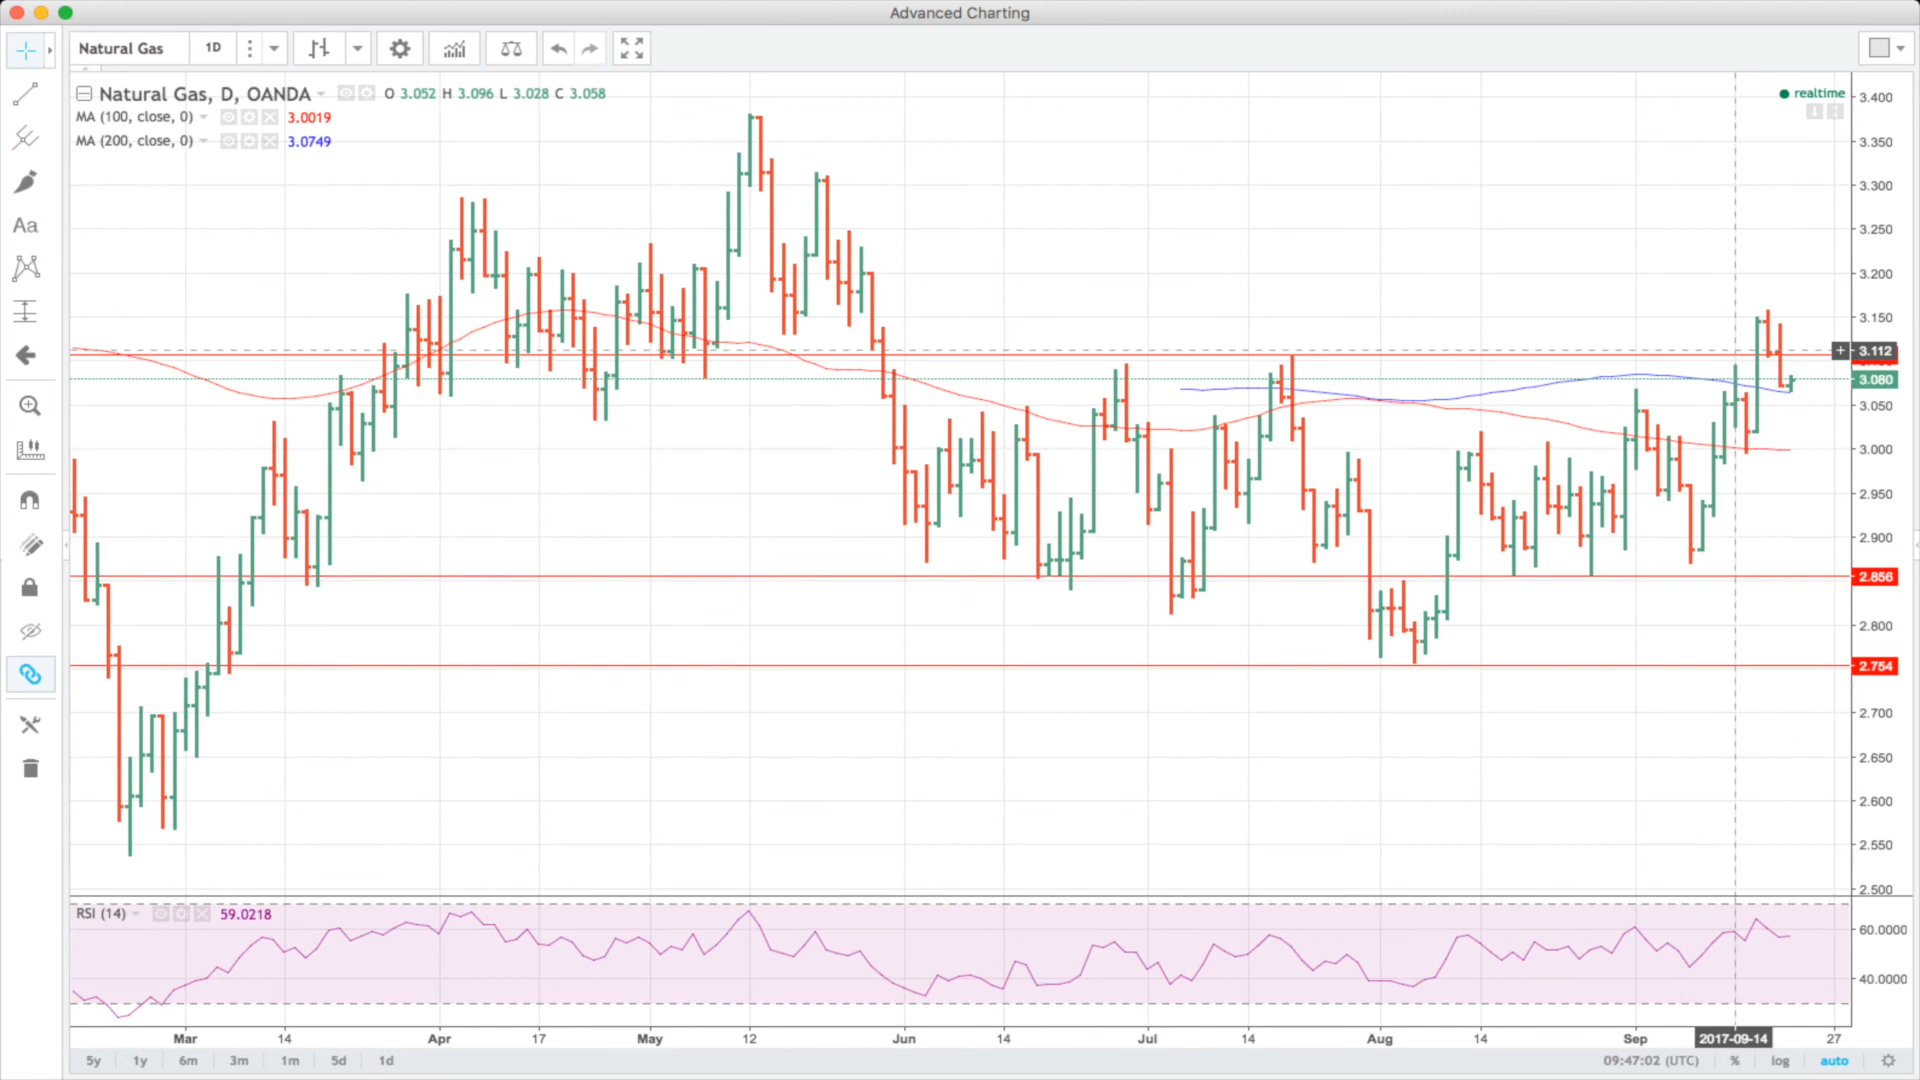 Advanced Charting
Natural Gas 1D
Aa
Natural Gas, D, OANDA O 3.052 H 3.096 L 3.028 C 3.058
realtime
MA (100, close, 0) 3.0019
MA (200, close, 0) 3.0749
3.400
3.350
3.300
3.250
3.200
3.150
3.112
3.080
3.050
3.000
2.950
2.900
2.856
2.800
2.754
2.700
2.650
2.600
2.550
2.500
RSI (14) 59.0218
60.0000
40.0000
Mar 14 Apr 17 May 12 Jun 14 Jul 14 Aug 14 Sep 2017-09-14 27
5y 1y 6m 3m 1m 5d 1d 09:47:02 (UTC) % log auto